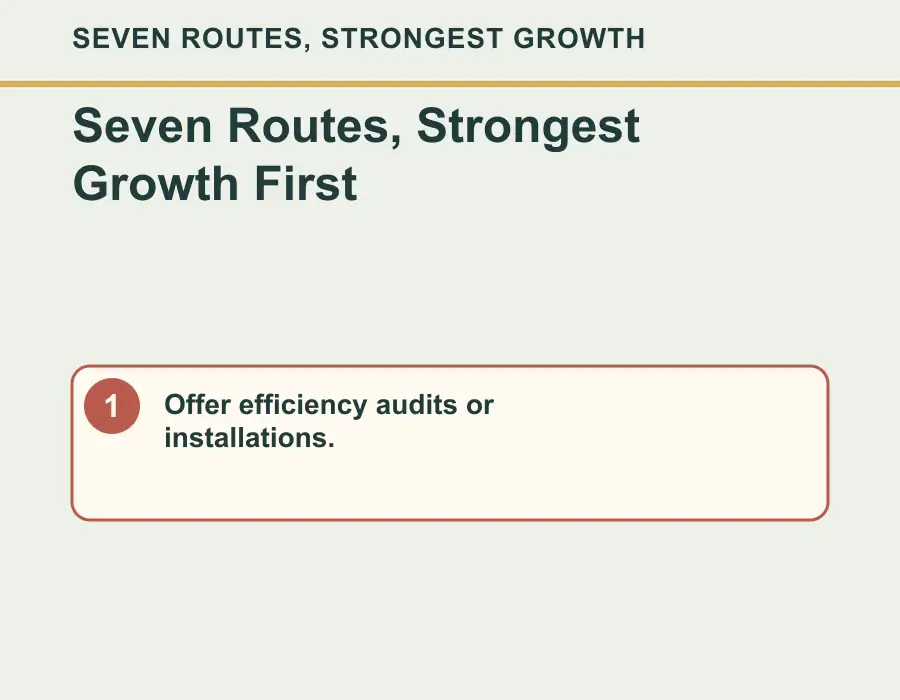 SEVEN ROUTES, STRONGEST GROWTH
Seven Routes, Strongest
Growth First
1
Offer efficiency audits or
installations.